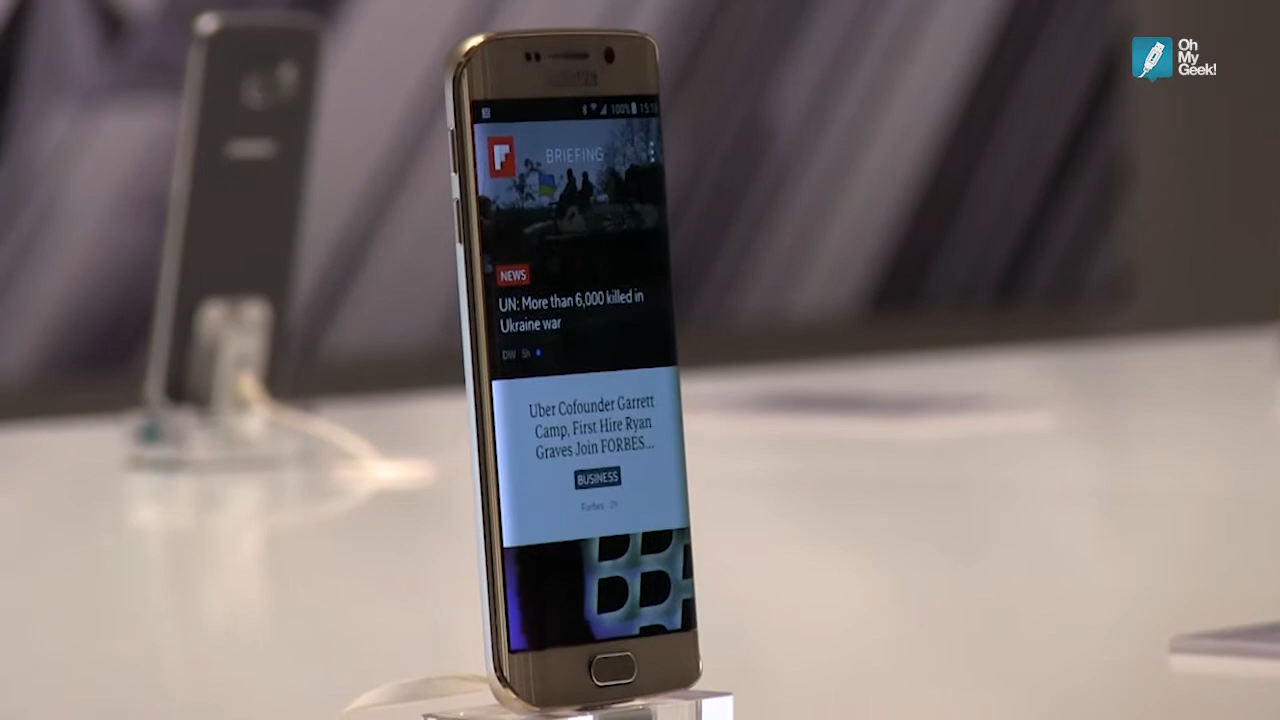 Oh
My
Geek!
100%
BRIEFING
NEWS
UN: More than 6,000 killed in
Ukraine war
DW 5h
Uber Cofounder Garrett
Camp, First Hire Ryan
Graves Join FORBES...
BUSINESS
Forbes